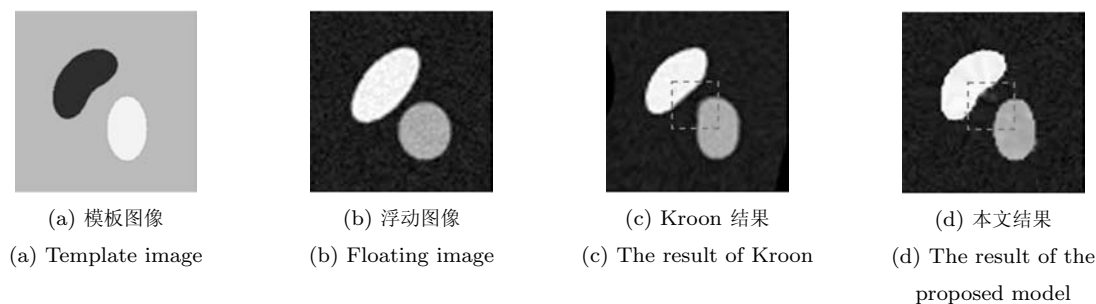 (a) 模板图像
(b) 浮动图像
(c) Kroon 结果
(d) 本文结果
(a) Template image
(b) Floating image
(c) The result of Kroon
(d) The result of the
proposed model